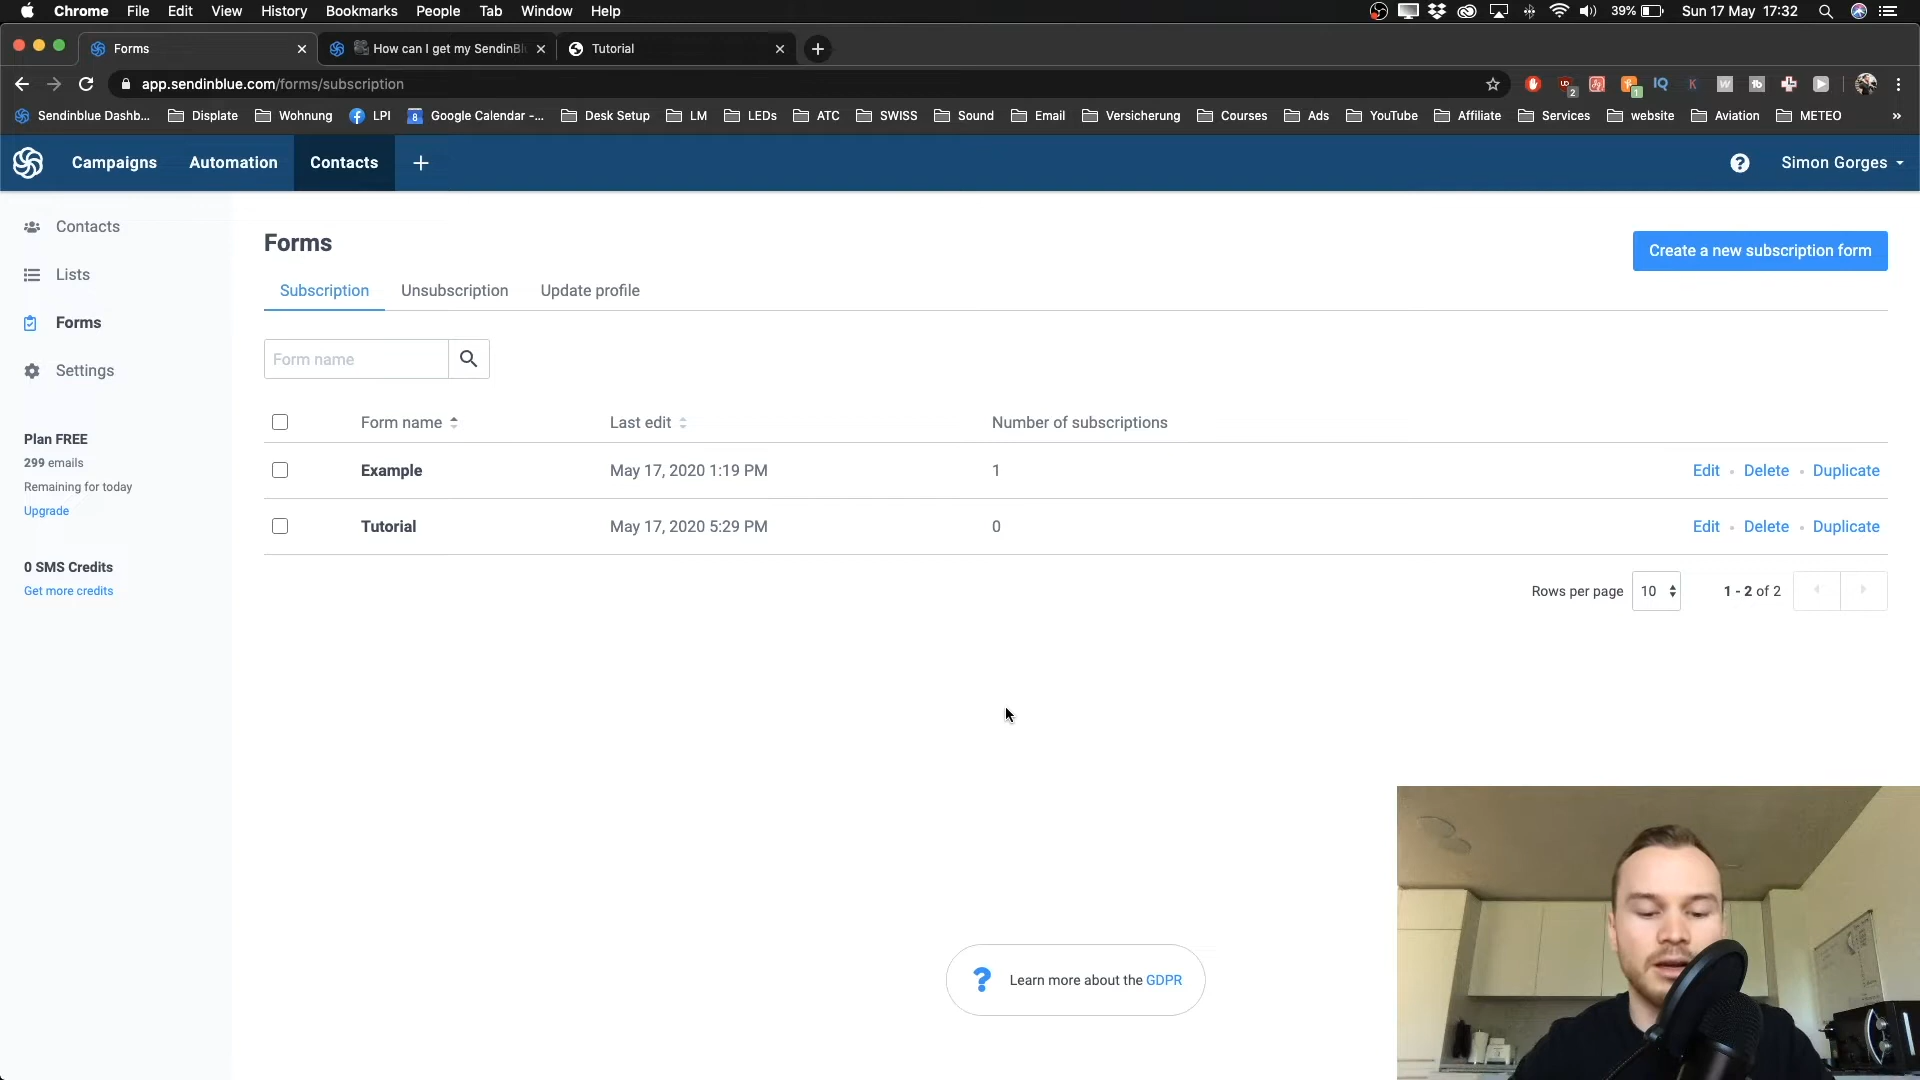 Chrome File Edit View History Bookmarks People Tab Window Help 39% Sun 17 May 17:32
Forms How can I get my SendinBl Tutorial
app.sendinblue.com/forms/subscription
Sendinblue Dashb... Displate Wohnung LPI Google Calendar -... Desk Setup LM LEDs ATC SWISS Sound Email Versicherung Courses Ads YouTube Affiliate Services website Aviation METEO »
Campaigns Automation Contacts + ? Simon Gorges
Contacts
Lists
Forms
Settings
Plan FREE
299 emails
Remaining for today
Upgrade
0 SMS Credits
Get more credits
Forms
Create a new subscription form
Subscription Unsubscription Update profile
Form name
Form name Last edit Number of subscriptions
Example May 17, 2020 1:19 PM 1 Edit Delete Duplicate
Tutorial May 17, 2020 5:29 PM 0 Edit Delete Duplicate
Rows per page 10 1 - 2 of 2
? Learn more about the GDPR